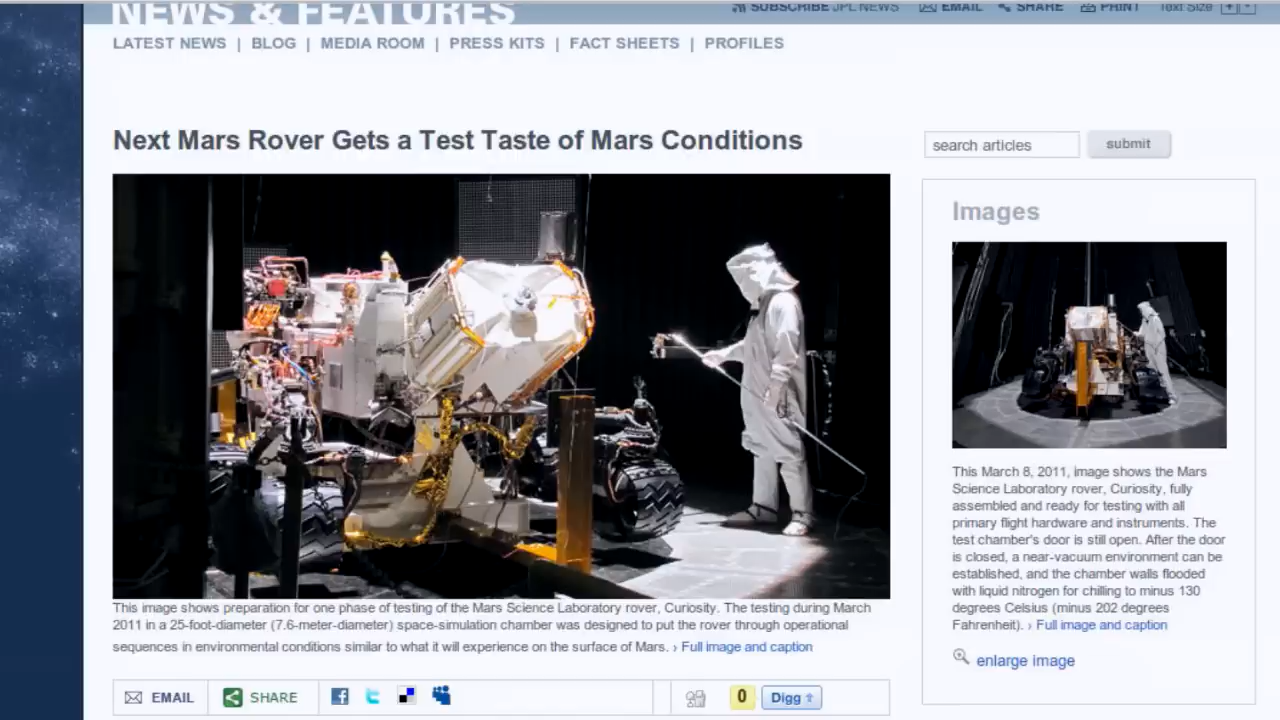 NEWS & FEATURES
SUBSCRIBE JPL NEWS EMAIL SHARE PRINT Text Size + -
LATEST NEWS | BLOG | MEDIA ROOM | PRESS KITS | FACT SHEETS | PROFILES
Next Mars Rover Gets a Test Taste of Mars Conditions
search articles submit
Images
This March 8, 2011, image shows the Mars
Science Laboratory rover, Curiosity, fully
assembled and ready for testing with all
primary flight hardware and instruments. The
test chamber's door is still open. After the door
is closed, a near-vacuum environment can be
established, and the chamber walls flooded
with liquid nitrogen for chilling to minus 130
degrees Celsius (minus 202 degrees
Fahrenheit). › Full image and caption
enlarge image
This image shows preparation for one phase of testing of the Mars Science Laboratory rover, Curiosity. The testing during March
2011 in a 25-foot-diameter (7.6-meter-diameter) space-simulation chamber was designed to put the rover through operational
sequences in environmental conditions similar to what it will experience on the surface of Mars. › Full image and caption
EMAIL SHARE 0 Digg